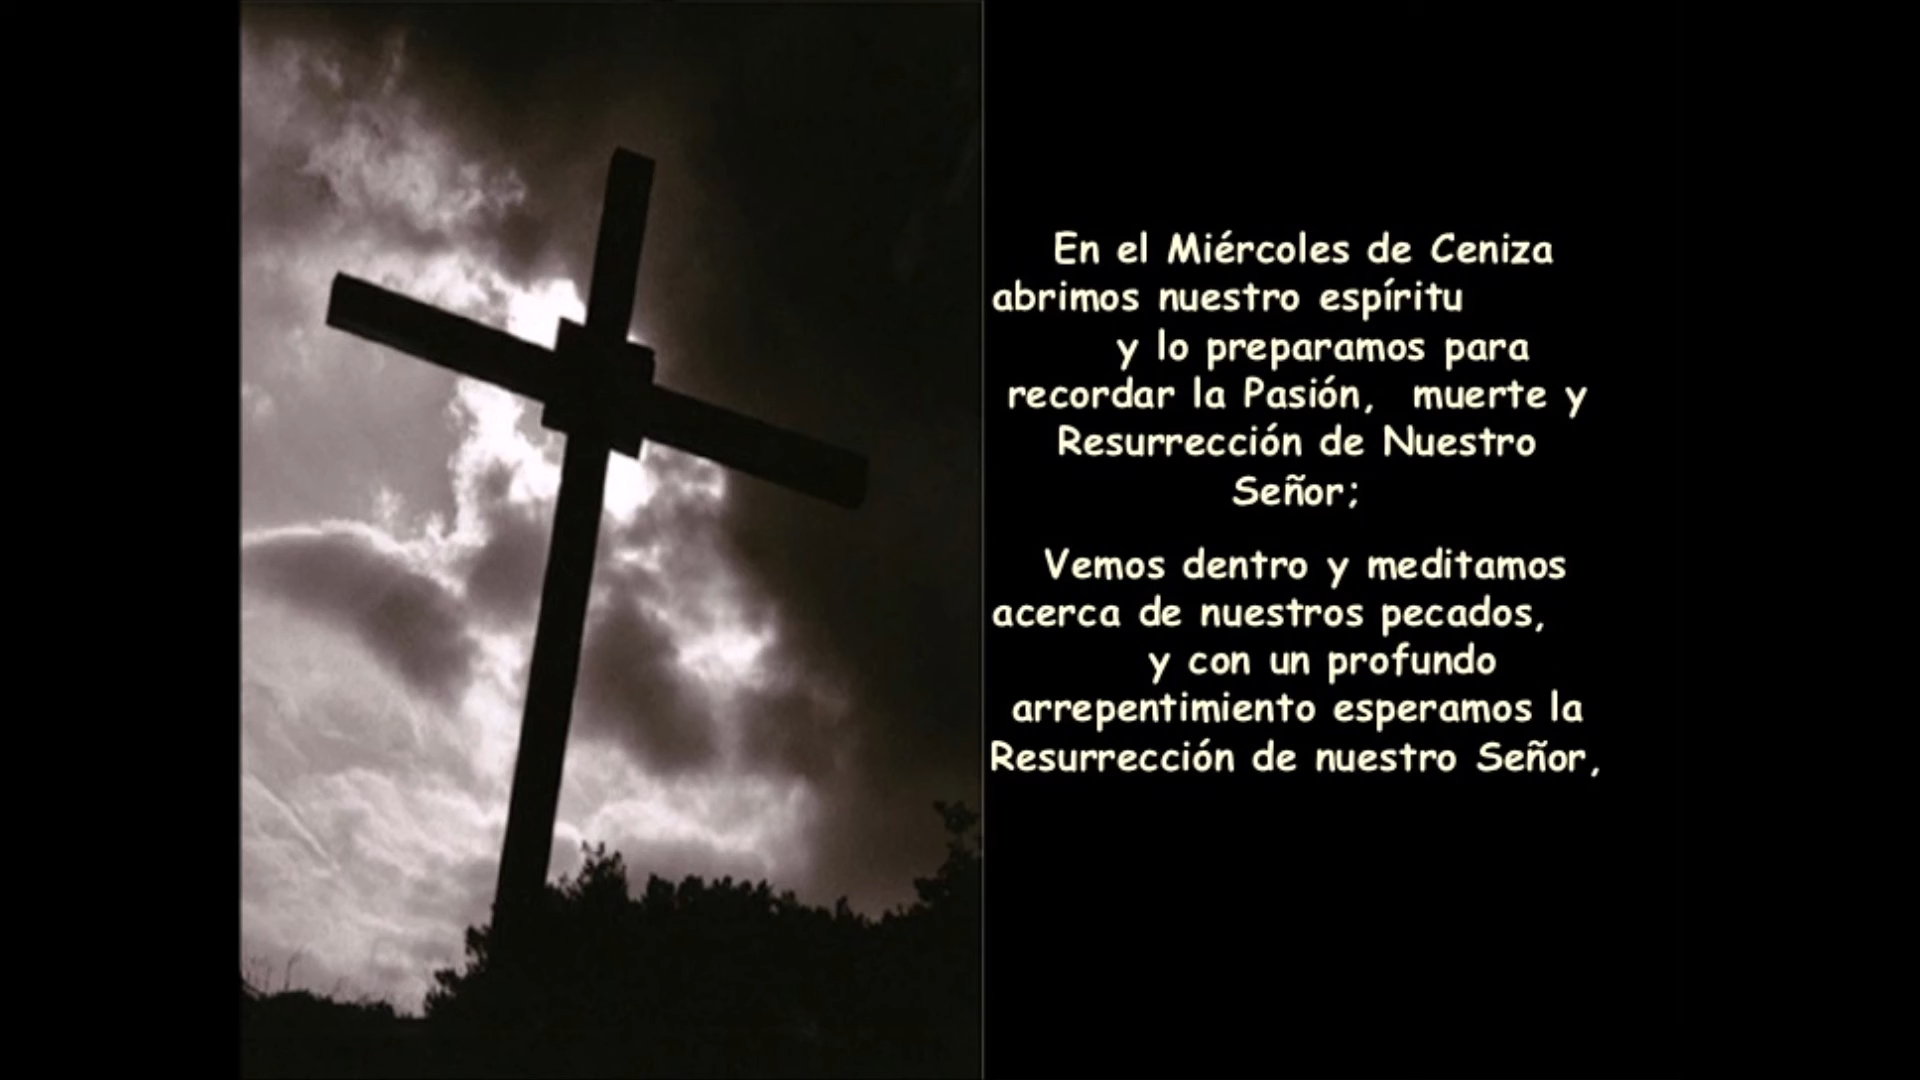 En el Miércoles de Ceniza
abrimos nuestro espíritu
y lo preparamos para
recordar la Pasión, muerte y
Resurrección de Nuestro
Señor;
Vemos dentro y meditamos
acerca de nuestros pecados,
y con un profundo
arrepentimiento esperamos la
Resurrección de nuestro Señor,